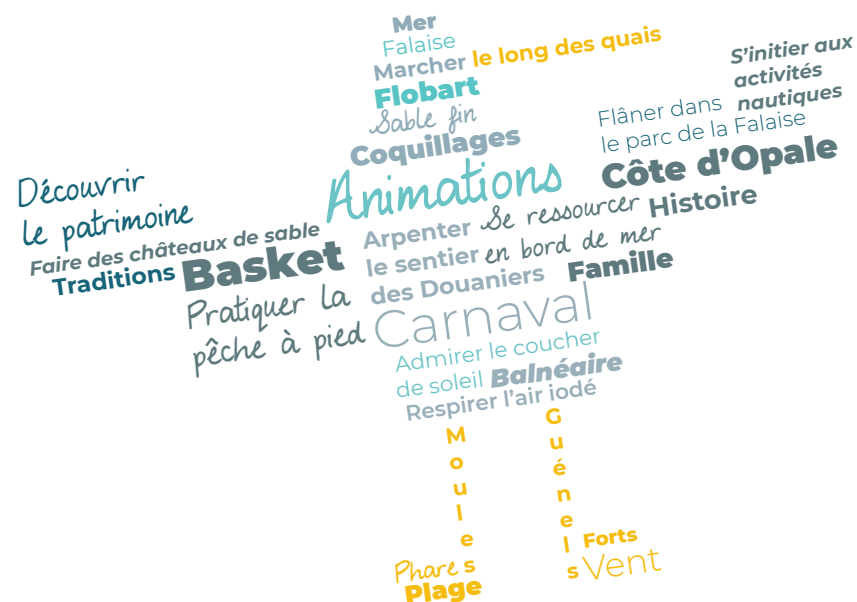 Mer
Falaise
Marcher le long des quais
Flobart
Sable fin
Coquillages
Animations
S'initier aux
activités
nautiques
Flâner dans
le parc de la Falaise
Côte d'Opale
Histoire
Se ressourcer
en bord de mer
Famille
Découvrir
le patrimoine
Faire des châteaux de sable
Traditions
Basket
Pratiquer la
pêche à pied
Arpenter
le sentier
des Douaniers
Carnaval
Admirer le coucher
de soleil
Balnéaire
Respirer l'air iodé
Moules
Guénels
Phare
Plage
Forts
Vent